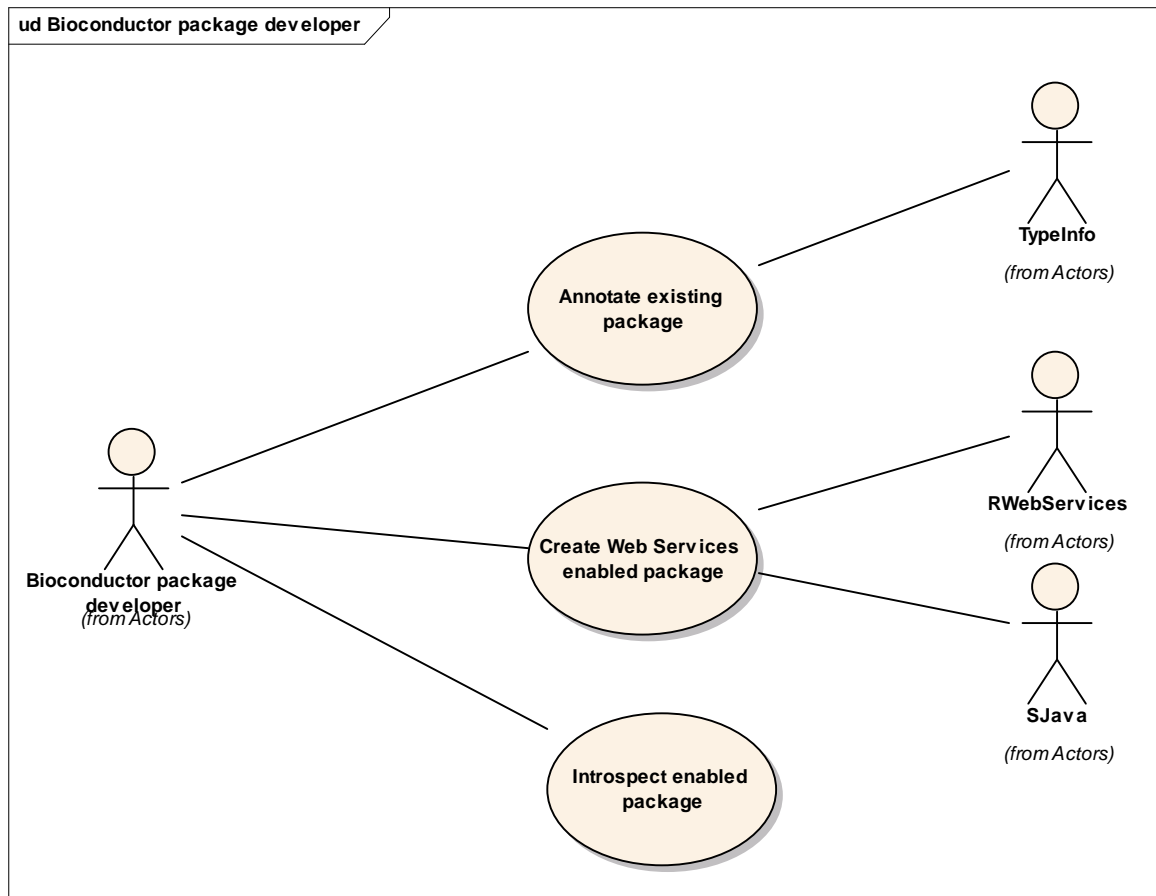 ud Bioconductor package developer
TypeInfo
(from Actors)
Annotate existing
package
RWebServices
(from Actors)
Bioconductor package
developer
(from Actors)
Create Web Services
enabled package
SJava
(from Actors)
Introspect enabled
package